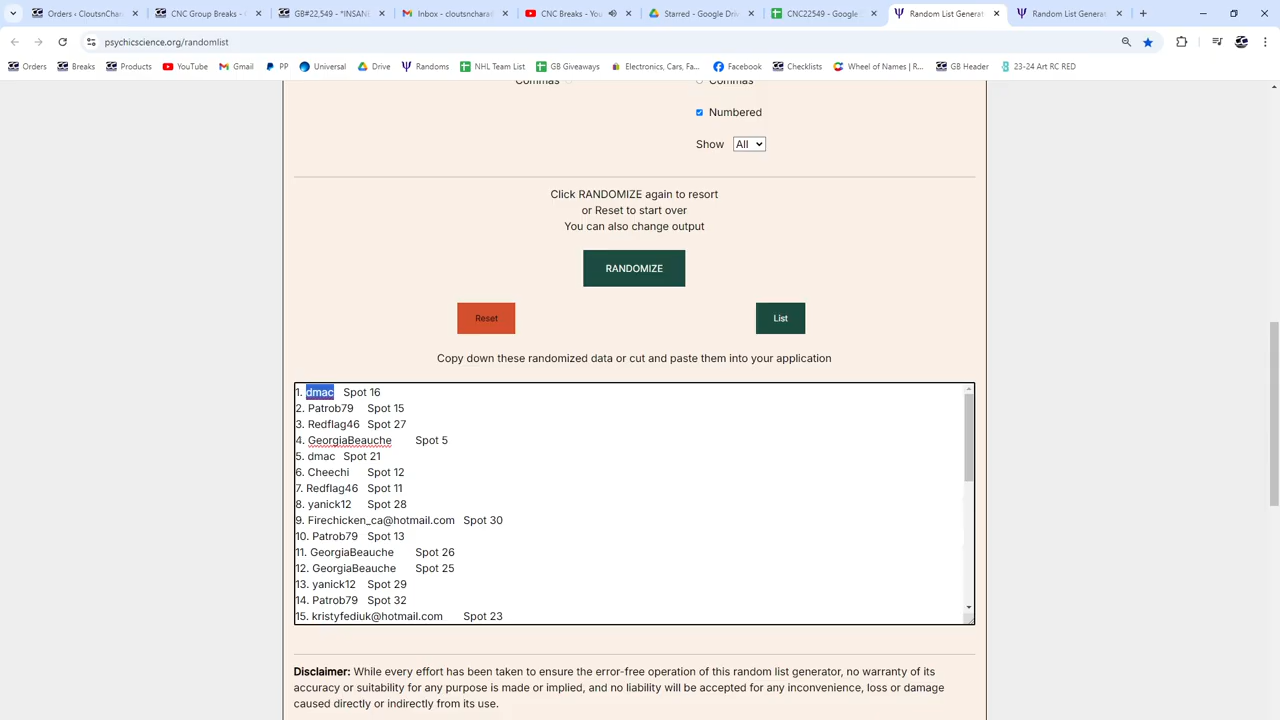 Orders ‹ CloutsnChara
CNC Group Breaks -
GB#22,549 - *INSANE
Inbox - cloutsnchara
CNC Breaks - You
Starred - Google Driv
CNC22549 - Google
Random List Generat
Random List Generat
psychicscience.org/randomlist
Orders
Breaks
Products
YouTube
Gmail
PP
Universal
Drive
Randoms
NHL Team List
GB Giveaways
Electronics, Cars, Fa...
Facebook
Checklists
Wheel of Names | R...
GB Header
23-24 Art RC RED
Commas
Commas
Numbered
Show All
Click RANDOMIZE again to resort
or Reset to start over
You can also change output
RANDOMIZE
Reset
List
Copy down these randomized data or cut and paste them into your application
1. dmac Spot 16
2. Patrob79 Spot 15
3. Redflag46 Spot 27
4. GeorgiaBeauche Spot 5
5. dmac Spot 21
6. Cheechi Spot 12
7. Redflag46 Spot 11
8. yanick12 Spot 28
9. Firechicken_ca@hotmail.com Spot 30
10. Patrob79 Spot 13
11. GeorgiaBeauche Spot 26
12. GeorgiaBeauche Spot 25
13. yanick12 Spot 29
14. Patrob79 Spot 32
15. kristyfediuk@hotmail.com Spot 23
Disclaimer: While every effort has been taken to ensure the error-free operation of this random list generator, no warranty of its
accuracy or suitability for any purpose is made or implied, and no liability will be accepted for any inconvenience, loss or damage
caused directly or indirectly from its use.